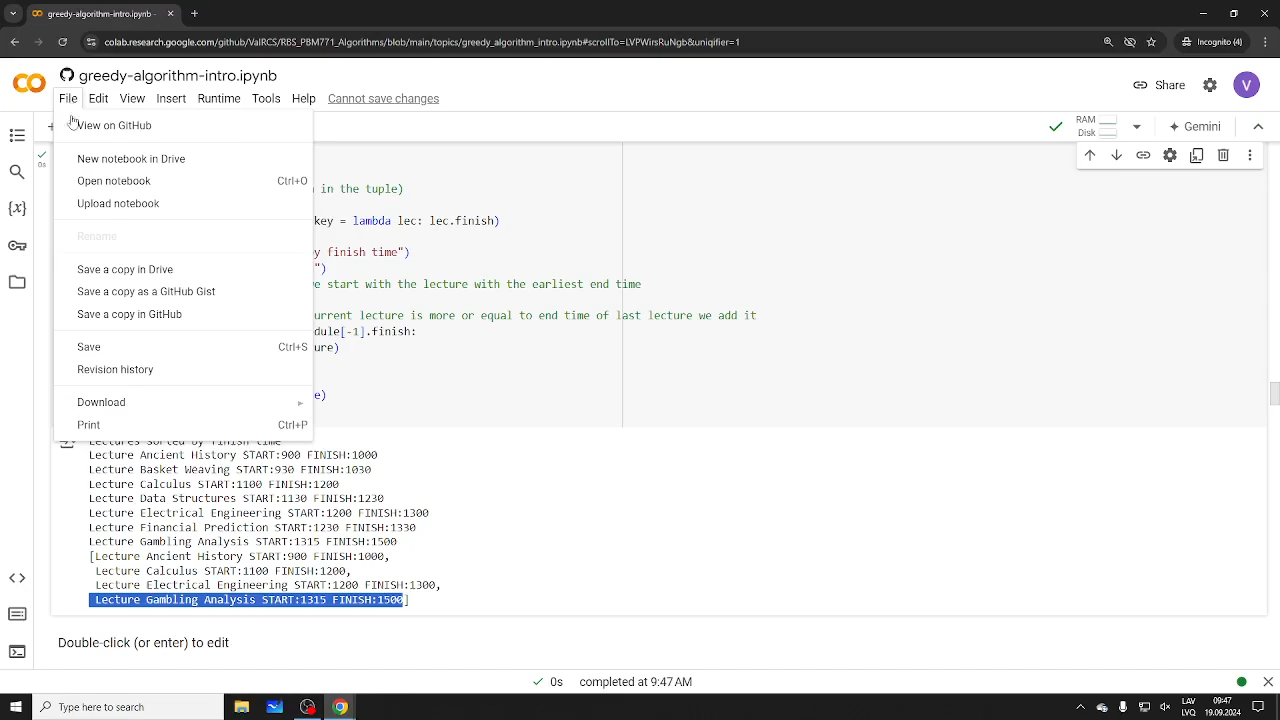 greedy-algorithm-intro.ipynb -
colab.research.google.com/github/ValRCS/RBS_PBM771_Algorithms/blob/main/topics/greedy_algorithm_intro.ipynb#scrollTo=LVPWirsRuNgb&uniqifier=1
Incognito (4)
greedy-algorithm-intro.ipynb
Share
V
File Edit View Insert Runtime Tools Help Cannot save changes
RAM
Disk
Gemini
View on GitHub
New notebook in Drive
Open notebook Ctrl+O
Upload notebook
Rename
Save a copy in Drive
Save a copy as a GitHub Gist
Save a copy in GitHub
Save Ctrl+S
Revision history
Download
Print Ctrl+P
{x}
0s
in the tuple)
key = lambda lec: lec.finish)
y finish time")
")
e start with the lecture with the earliest end time
urrent lecture is more or equal to end time of last lecture we add it
dule[-1].finish:
ure)
e)
Lectures sorted by finish time
Lecture Ancient History START:900 FINISH:1000
Lecture Basket Weaving START:930 FINISH:1030
Lecture Calculus START:1100 FINISH:1200
Lecture Data Structures START:1130 FINISH:1230
Lecture Electrical Engineering START:1200 FINISH:1300
Lecture Financial Prediction START:1230 FINISH:1330
Lecture Gambling Analysis START:1315 FINISH:1500
[Lecture Ancient History START:900 FINISH:1000,
Lecture Calculus START:1100 FINISH:1200,
Lecture Electrical Engineering START:1200 FINISH:1300,
Lecture Gambling Analysis START:1315 FINISH:1500]
Double-click (or enter) to edit
0s completed at 9:47 AM
Type here to search
LAV
LVQ
09:47
19.09.2024